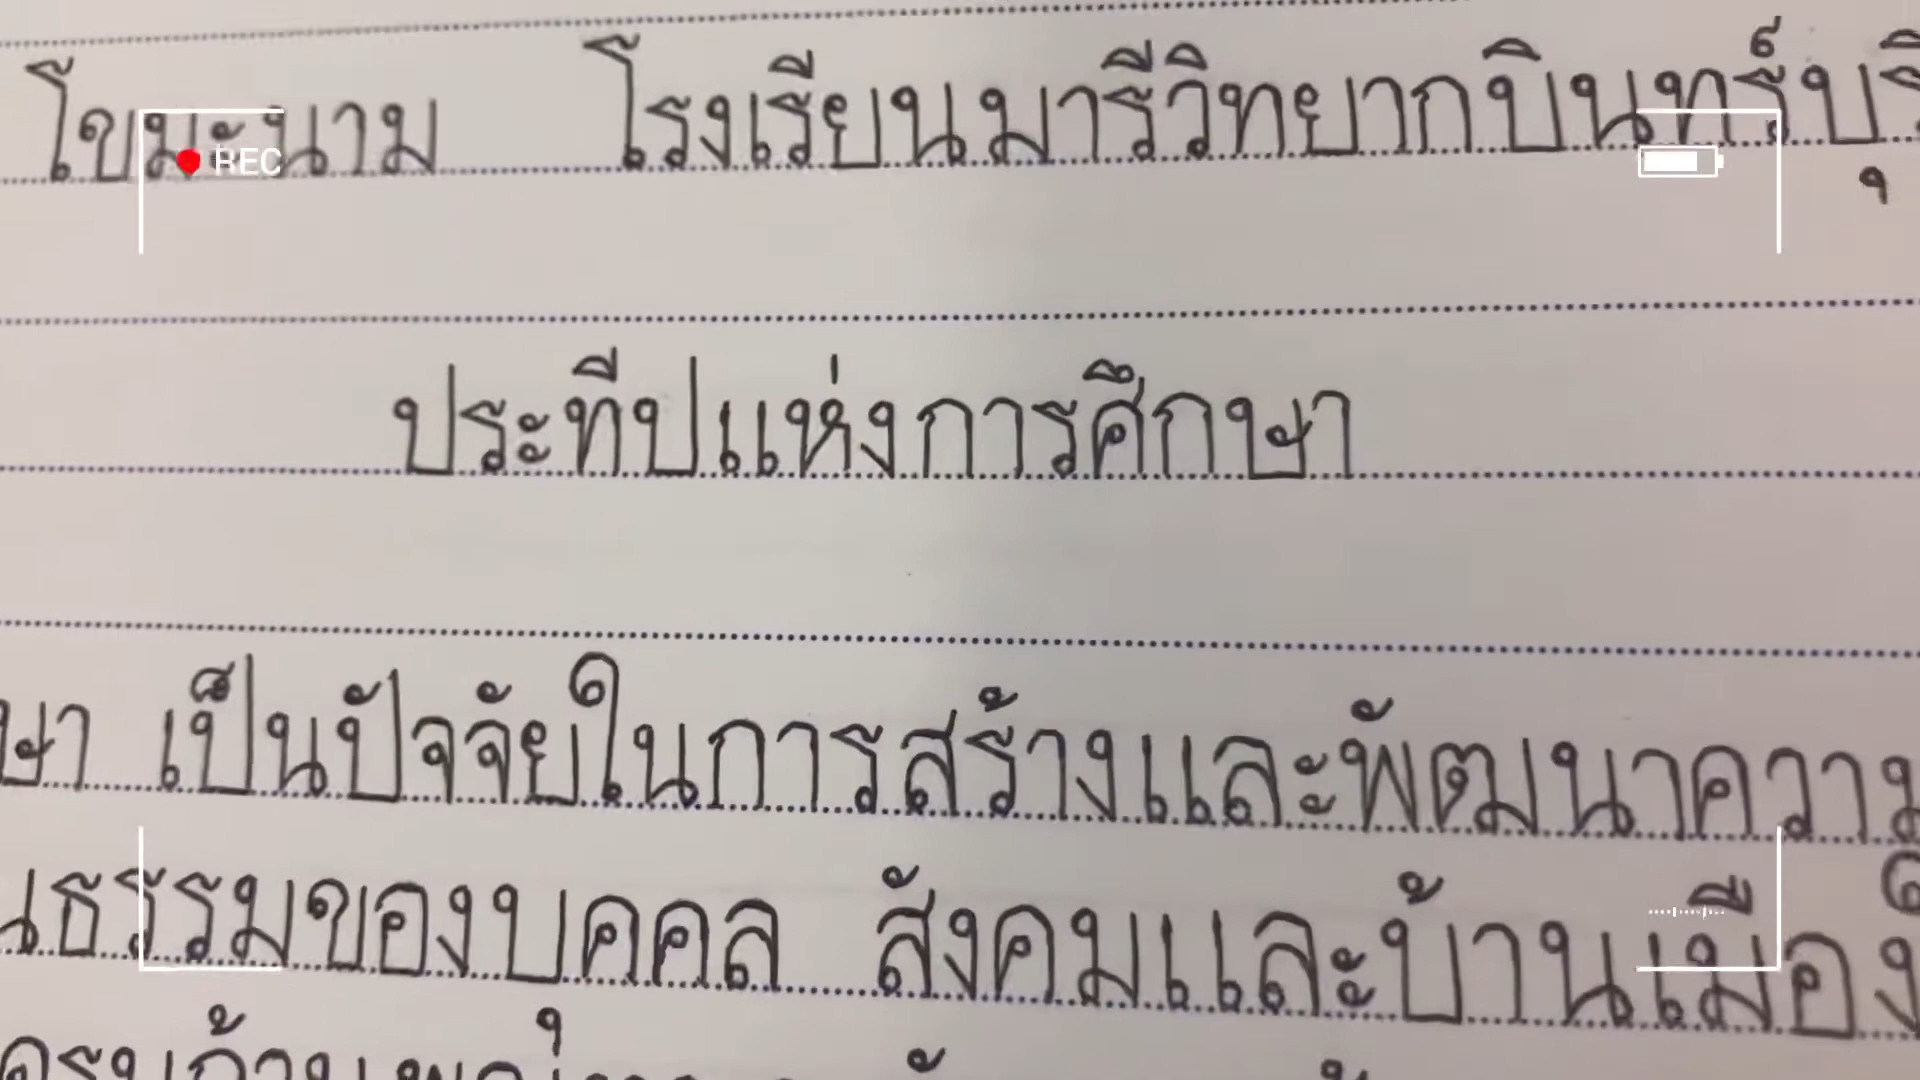 โขมะนาม โรงเรียนมารีวิทยากบินทร์บุรี
REC
ประทีปแห่งการศึกษา
ษา เป็นปัจจัยในการสร้างและพัฒนาความ
นธรรมของบุคคล สังคมและบ้านเมือง